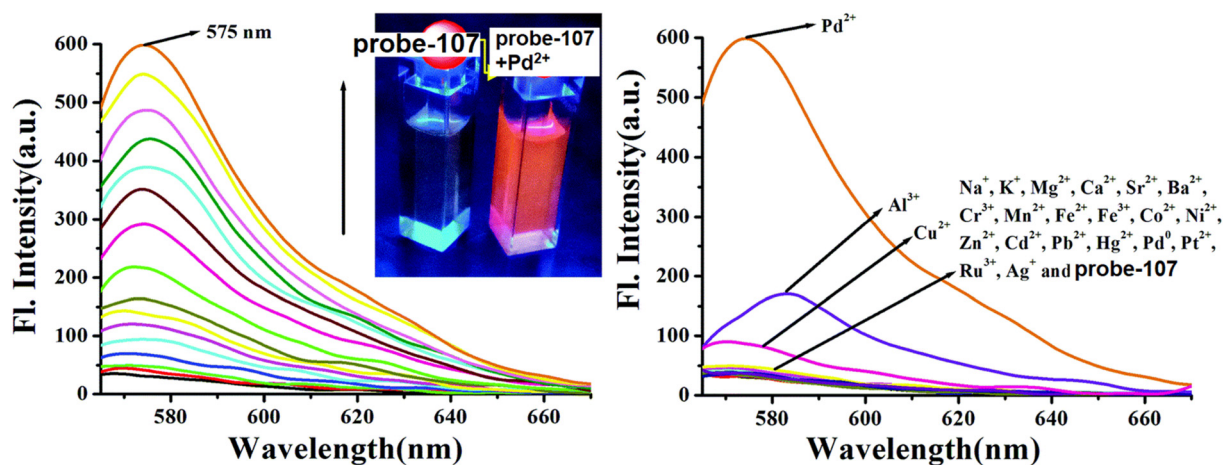 Fl. Intensity(a.u.)
600
500
400
300
200
100
0
575 nm
probe-107
probe-107
+Pd²⁺
580
600
620
640
660
Wavelength(nm)
Fl. Intensity(a.u.)
600
500
400
300
200
100
0
Pd²⁺
Al³⁺
Cu²⁺
Na⁺, K⁺, Mg²⁺, Ca²⁺, Sr²⁺, Ba²⁺,
Cr³⁺, Mn²⁺, Fe²⁺, Fe³⁺, Co²⁺, Ni²⁺,
Zn²⁺, Cd²⁺, Pb²⁺, Hg²⁺, Pd⁰, Pt²⁺,
Ru³⁺, Ag⁺ and probe-107
580
600
620
640
660
Wavelength(nm)